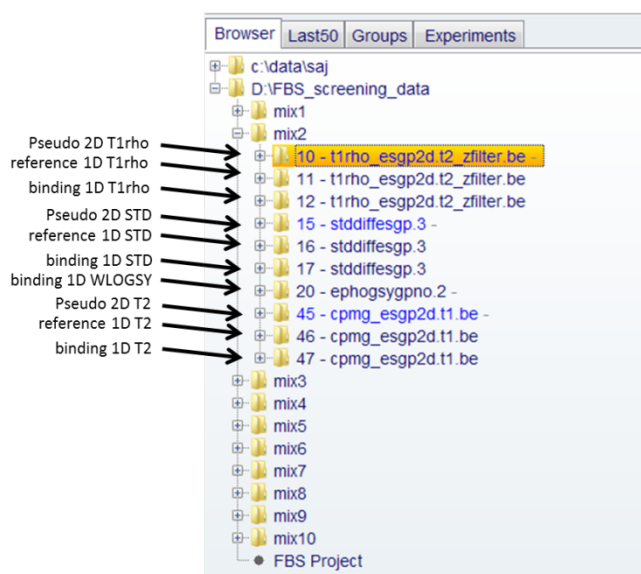 Browser Last50 Groups Experiments
c:\data\saj
D:\FBS_screening_data
mix1
mix2
Pseudo 2D T1rho
10 - t1rho_esgp2d.t2_zfilter.be -
reference 1D T1rho
11 - t1rho_esgp2d.t2_zfilter.be
binding 1D T1rho
12 - t1rho_esgp2d.t2_zfilter.be
Pseudo 2D STD
15 - stddiffesgp.3 -
reference 1D STD
16 - stddiffesgp.3
binding 1D STD
17 - stddiffesgp.3
binding 1D WLOGSY
20 - ephogsygpno.2 -
Pseudo 2D T2
45 - cpmg_esgp2d.t1.be -
reference 1D T2
46 - cpmg_esgp2d.t1.be
binding 1D T2
47 - cpmg_esgp2d.t1.be
mix3
mix4
mix5
mix6
mix7
mix8
mix9
mix10
FBS Project